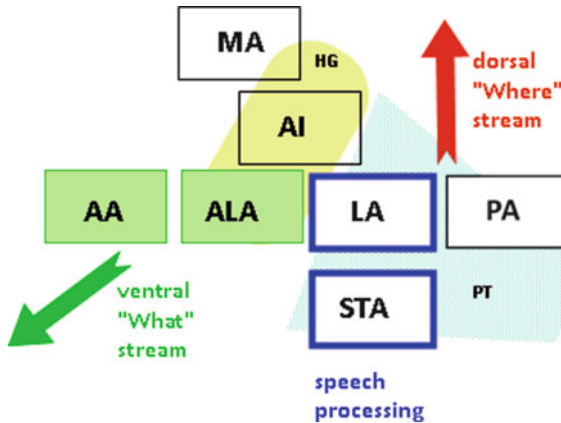 MA
HG
dorsal
"Where"
stream
AI
AA
ALA
LA
PA
ventral
"What"
stream
STA
PT
speech
processing